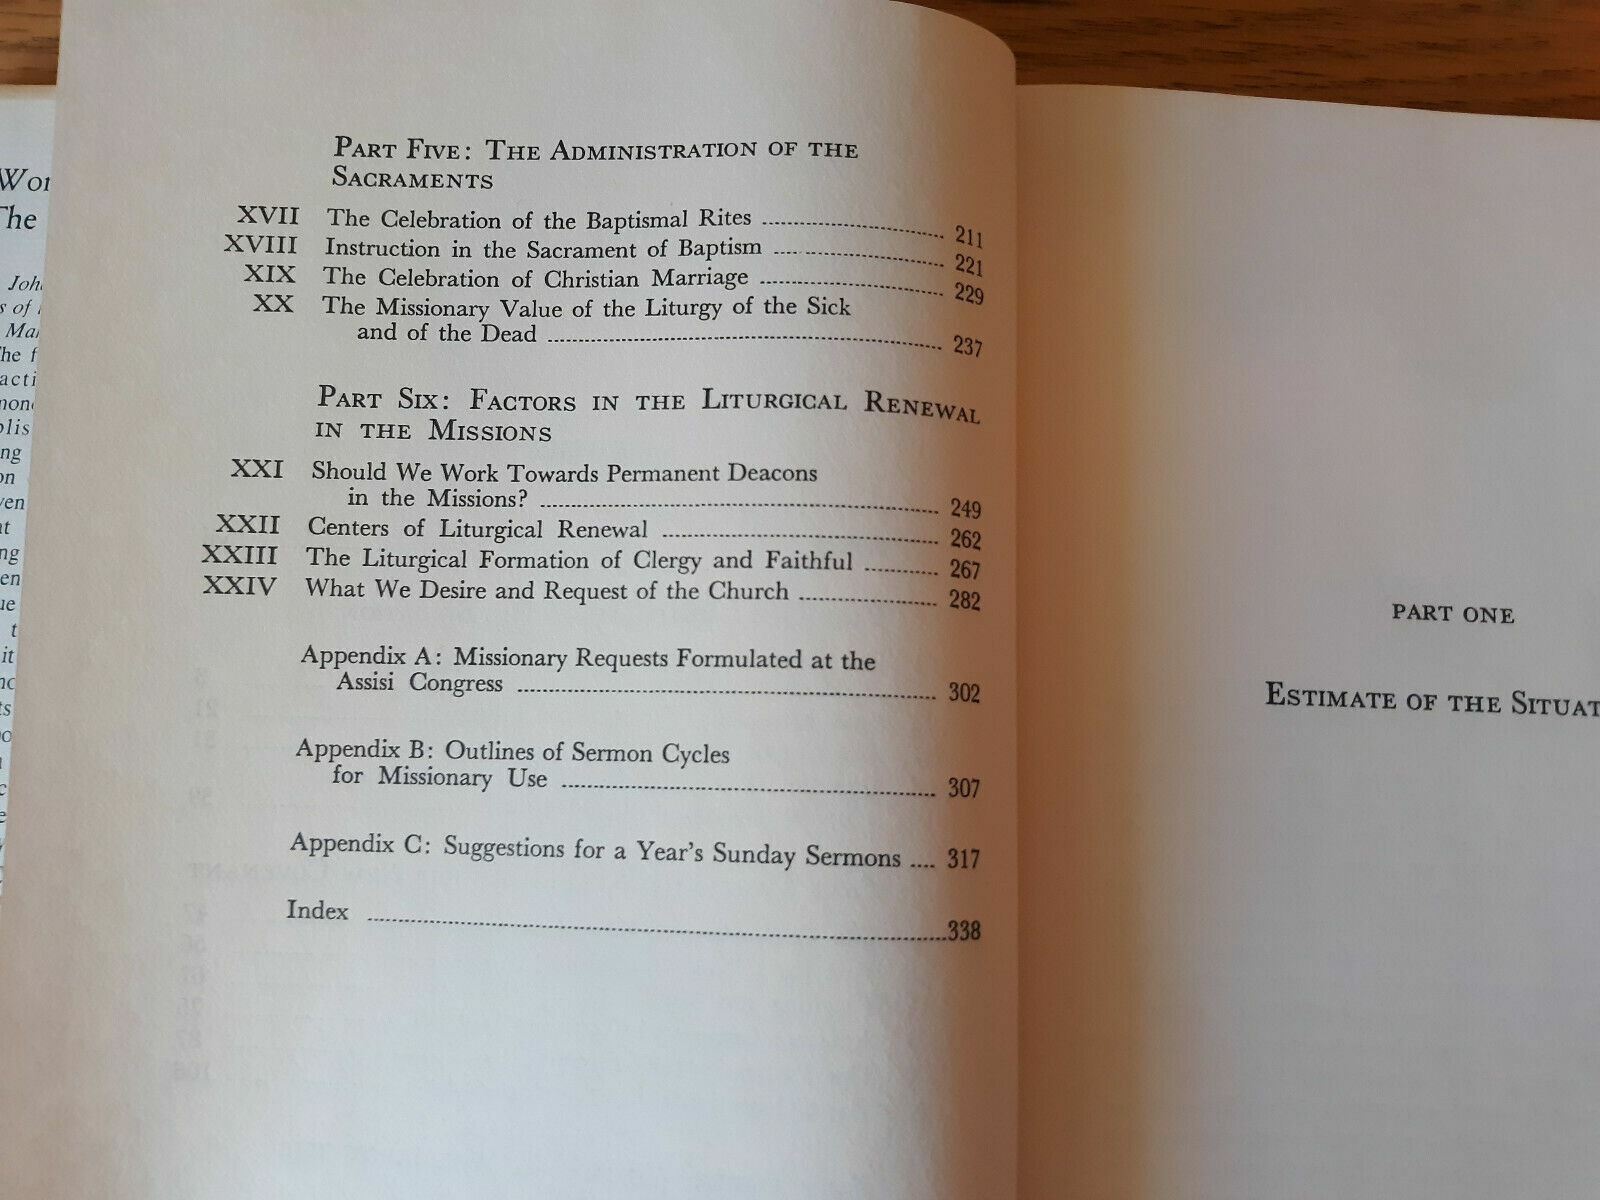 Part Five: The Administration of the
Sacraments
XVII The Celebration of the Baptismal Rites 211
XVIII Instruction in the Sacrament of Baptism 221
XIX The Celebration of Christian Marriage 229
XX The Missionary Value of the Liturgy of the Sick
and of the Dead 237
Part Six: Factors in the Liturgical Renewal
in the Missions
XXI Should We Work Towards Permanent Deacons
in the Missions? 249
XXII Centers of Liturgical Renewal 262
XXIII The Liturgical Formation of Clergy and Faithful 267
XXIV What We Desire and Request of the Church 282
Appendix A: Missionary Requests Formulated at the
Assisi Congress 302
Appendix B: Outlines of Sermon Cycles
for Missionary Use 307
Appendix C: Suggestions for a Year's Sunday Sermons .... 317
Index 338
PART ONE
Estimate of the
The